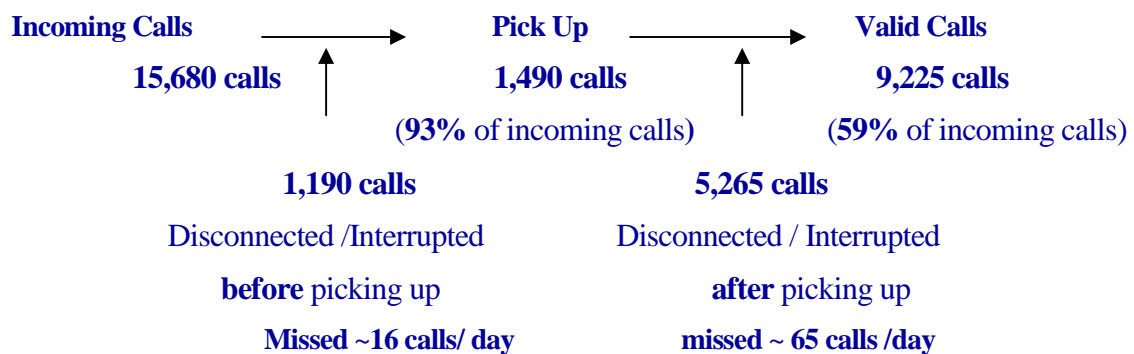 Incoming Calls Pick Up Valid Calls
15,680 calls 1,490 calls 9,225 calls
(93% of incoming calls) (59% of incoming calls)
1,190 calls 5,265 calls
Disconnected /Interrupted Disconnected / Interrupted
before picking up after picking up
Missed ~16 calls/ day missed ~ 65 calls /day